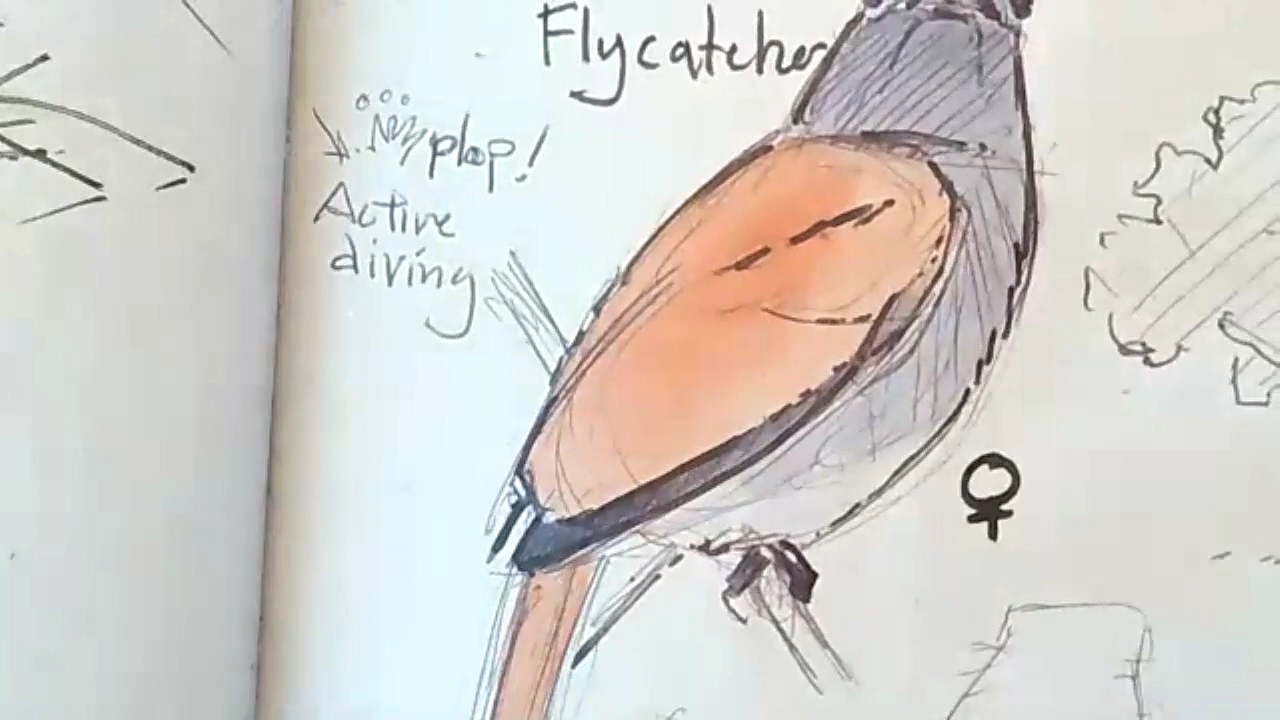 Flycatcher
plop!
Active
diving
♀